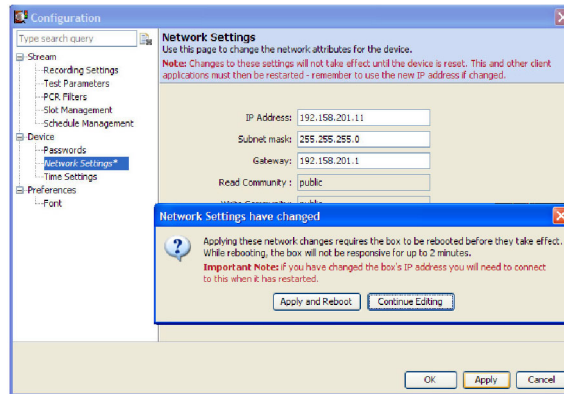 Configuration
Type search query
Stream
Recording Settings
Test Parameters
PCR Filters
Slot Management
Schedule Management
Device
Passwords
Network Settings*
Time Settings
Preferences
Font
Network Settings
Use this page to change the network attributes for the device.
Note: Changes to these settings will not take effect until the device is reset. This and other client
applications must then be restarted - remember to use the new IP address if changed.
IP Address: 192.158.201.11
Subnet mask: 255.255.255.0
Gateway: 192.158.201.1
Read Community : public
Network Settings have changed
Applying these network changes requires the box to be rebooted before they take effect.
While rebooting, the box will not be responsive for up to 2 minutes.
Important Note: if you have changed the box's IP address you will need to connect
to this when it has restarted.
Apply and Reboot Continue Editing
OK Apply Cancel